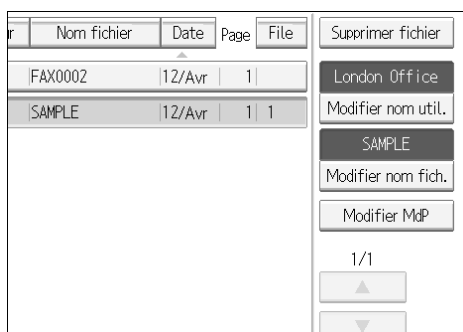 r Nom fichier Date Page File Supprimer fichier
FAX0002 12/Avr 1 London Office
SAMPLE 12/Avr 1 1 Modifier nom util.
SAMPLE
Modifier nom fich.
Modifier MdP
1/1